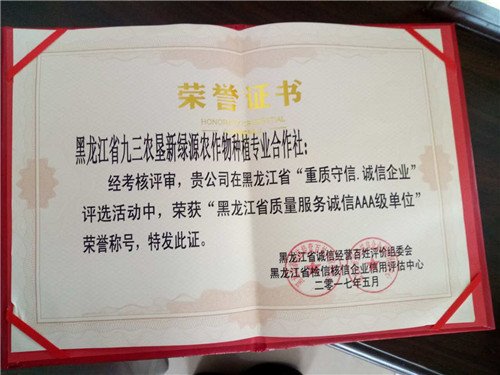 荣誉证书
黑龙江省九三农垦新绿源农作物种植专业合作社：
经考核评审，贵公司在黑龙江省“重质守信.诚信企业”
评选活动中，荣获“黑龙江省质量服务诚信AAA级单位”
荣誉称号，特发此证。
黑龙江省诚信经营百姓评价组委会
黑龙江省檢信核信企业信用评估中心
二零一七年五月